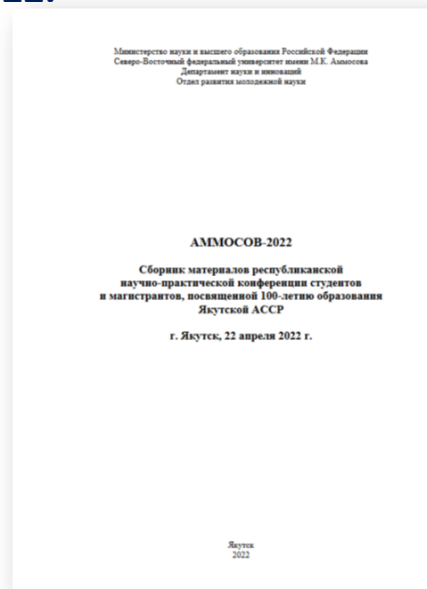 Министерство науки и высшего образования Российской Федерации
Северо-Восточный федеральный университет имени М.К. Аммосова
Департамент науки и инноваций
Отдел развития молодежной науки
АММОСОВ-2022
Сборник материалов республиканской
научно-практической конференции студентов
и магистрантов, посвященной 100-летию образования
Якутской АССР
г. Якутск, 22 апреля 2022 г.
Якутск
2022